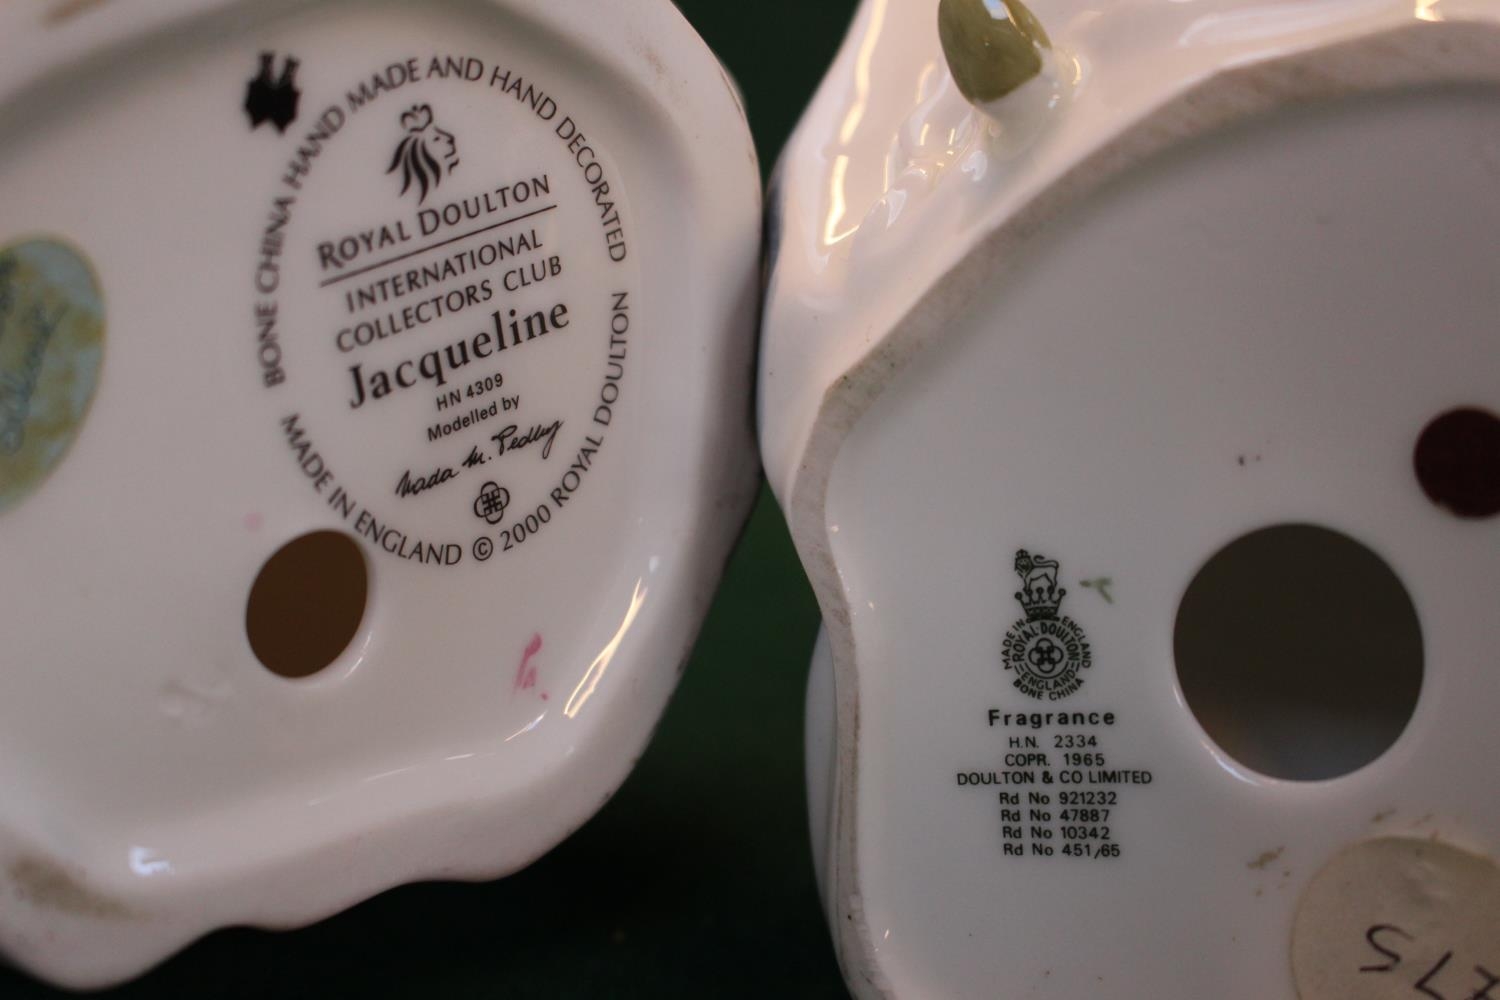 BONE CHINA HAND MADE AND HAND DECORATED
ROYAL DOULTON
INTERNATIONAL
COLLECTORS CLUB
Jacqueline
HN 4309
Modelled by
Nada M. Pedley
MADE IN ENGLAND © 2000 ROYAL DOULTON
MADE IN ENGLAND
ROYAL DOULTON
ENGLAND
BONE CHINA
Fragrance
H.N. 2334
COPR. 1965
DOULTON & CO LIMITED
Rd No 921232
Rd No 47887
Rd No 10342
Rd No 451/65